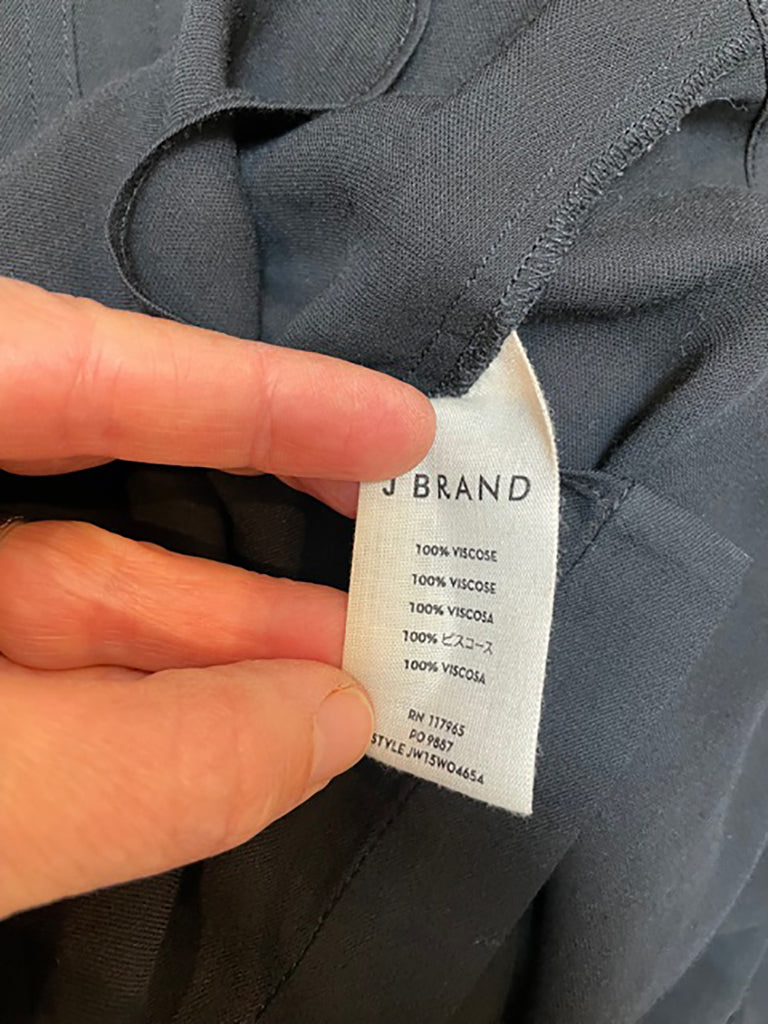 J BRAND
100% VISCOSE
100% VISCOSE
100% VISCOSA
100% ビスコース
100% VISCOSA
RN 117965
PO 9887
STYLE JW15W04654